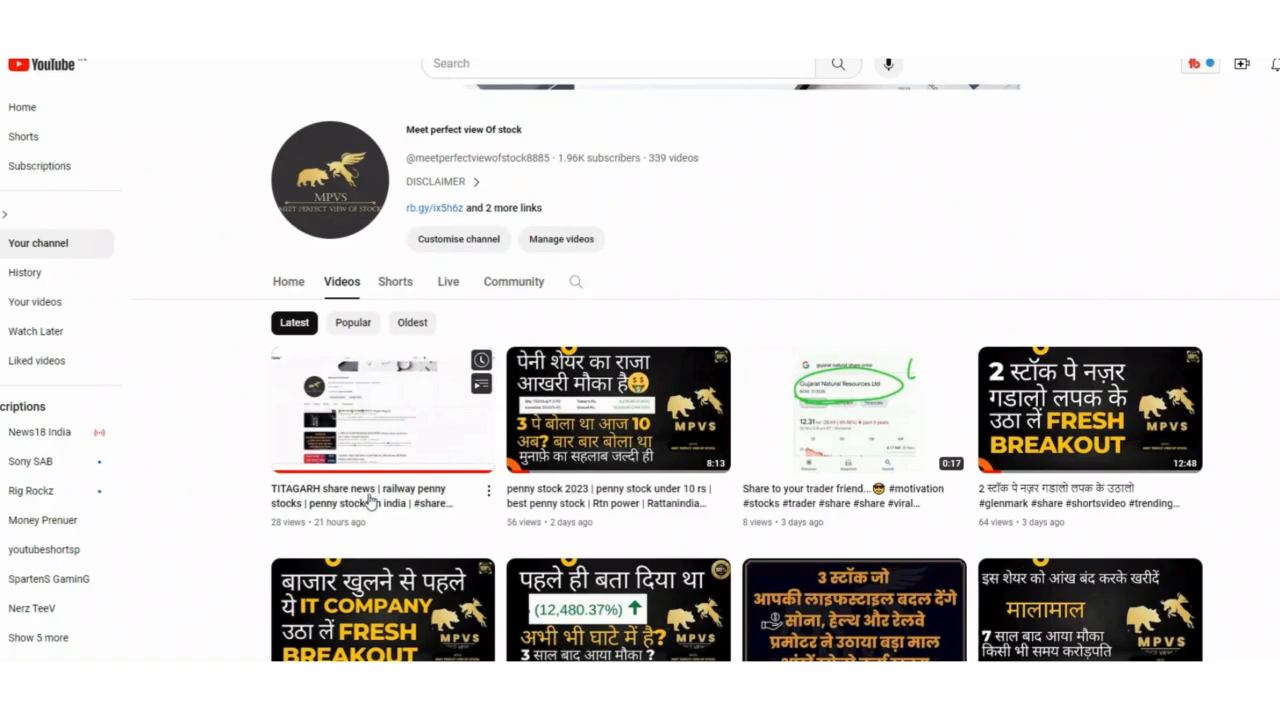 YouTube
Search
Home
Shorts
Subscriptions
Your channel
History
Your videos
Watch Later
Liked videos
criptions
News18 India
Sony SAB
Rig Rockz
Money Prenuer
youtubeshortsp
SpartenS GaminG
Nerz TeeV
Show 5 more
Meet perfect view Of stock
@meetperfectviewofstock8885 · 1.96K subscribers · 339 videos
DISCLAIMER
rb.gy/ix5h6z and 2 more links
Customise channel Manage videos
MPVS
MEET PERFECT VIEW OF STOCK
Home Videos Shorts Live Community
Latest Popular Oldest
TITAGARH share news | railway penny
stocks | penny stocks in india | #share...
28 views • 21 hours ago
पेनी शेयर का राजा
आखरी मौका है
3 पे बोला था आज 10
अब? बार बार बोला था
मुनाफ़े का सहलाब जल्दी ही
MPVS
8:13
penny stock 2023 | penny stock under 10 rs |
best penny stock | Rtn power | Rattanindia...
56 views • 2 days ago
gujarat natural share price
Gujarat Natural Resources Ltd
12.31
0:17
Share to your trader friend...😎 #motivation
#stocks #trader #share #share #viral...
8 views • 3 days ago
2 स्टॉक पे नज़र
गडालो लपक के
उठा लें FRESH
BREAKOUT
MPVS
12:48
2 स्टॉक पे नज़र गडालो लपक के उठालो
#glenmark #share #shortsvideo #trending...
64 views • 3 days ago
बाजार खुलने से पहले
ये IT COMPANY
उठा लें FRESH
BREAKOUT
MPVS
पहले ही बता दिया था
(12,480.37%)
अभी भी घाटे में है?
3 साल बाद आया मौका ?
MPVS
3 स्टॉक जो
आपकी लाइफस्टाइल बदल देंगे
सोना, हेल्थ और रेलवे
प्रमोटर ने उठाया बड़ा माल
इस शेयर को आंख बंद करके खरीदें
मालामाल
7 साल बाद आया मौका
किसी भी समय करोड़पति
MPVS